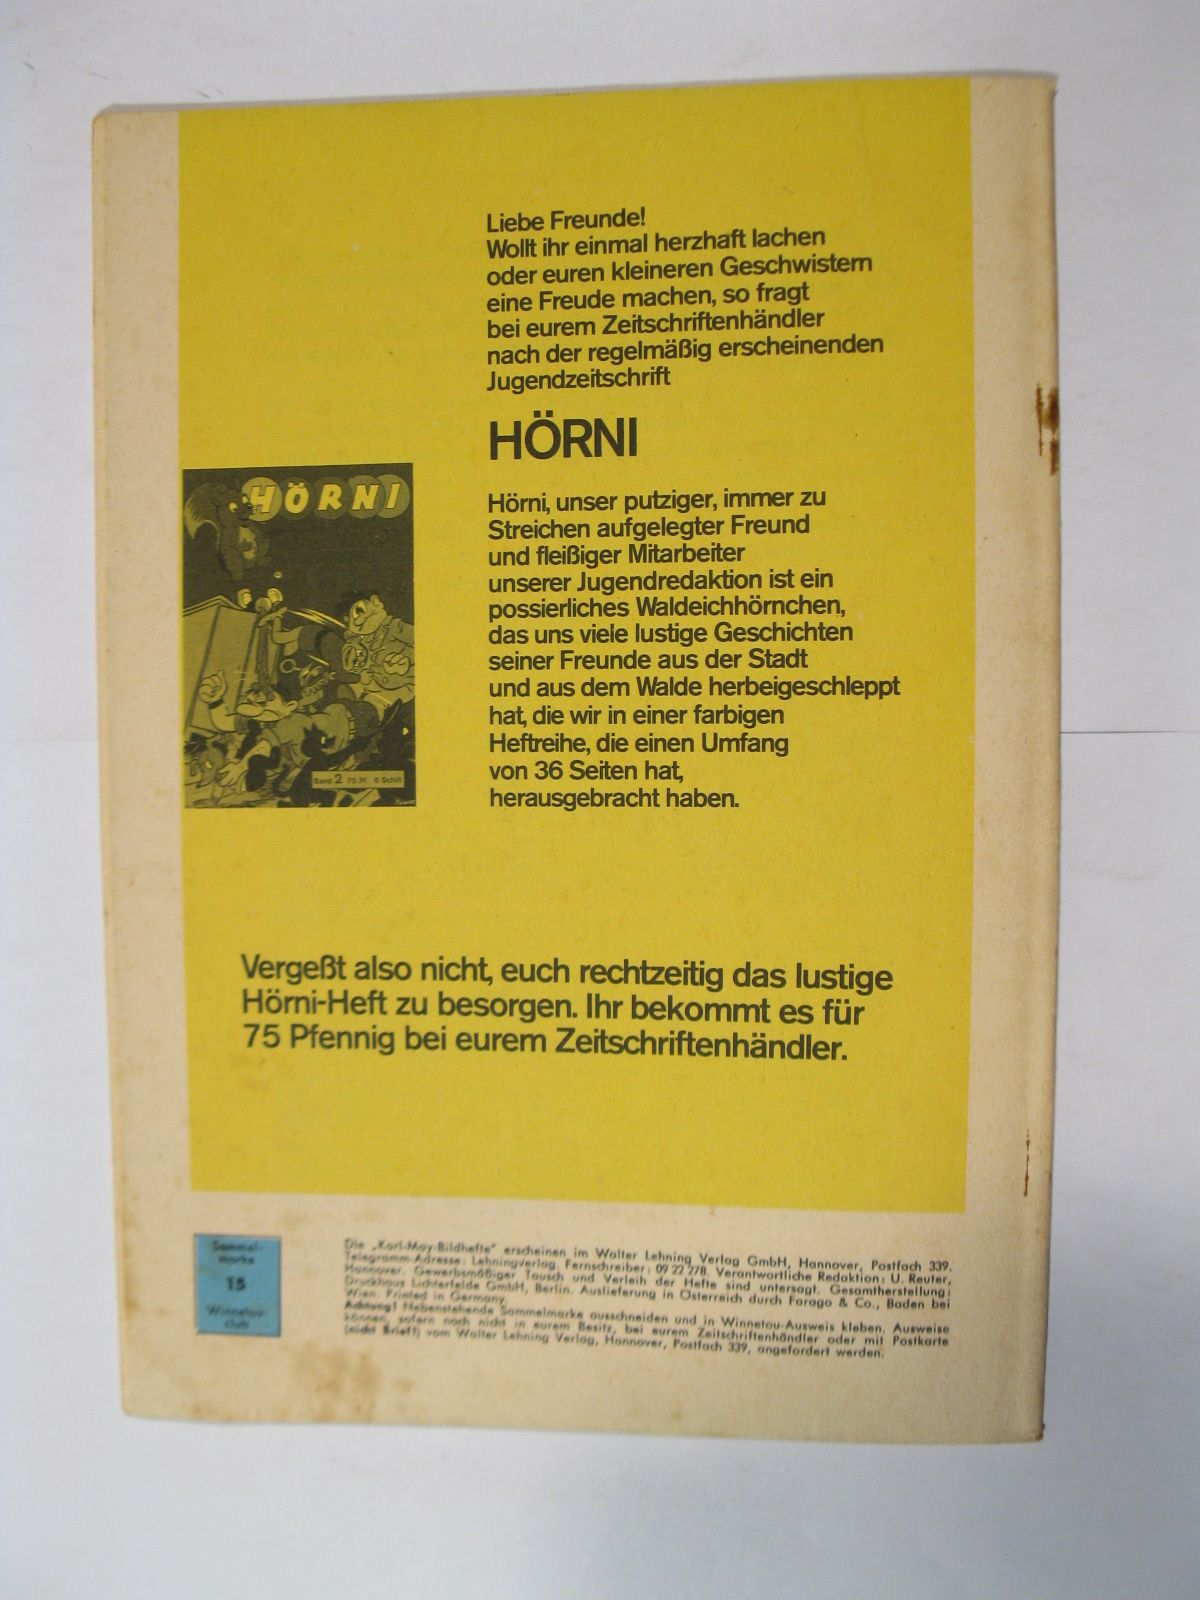 Liebe Freunde!
Wollt ihr einmal herzhaft lachen
oder euren kleineren Geschwistern
eine Freude machen, so fragt
bei eurem Zeitschriftenhändler
nach der regelmäßig erscheinenden
Jugendzeitschrift
HÖRNI
HÖRNI
Band 2 75 Pf. 6 Schill.
Hörni, unser putziger, immer zu
Streichen aufgelegter Freund
und fleißiger Mitarbeiter
unserer Jugendredaktion ist ein
possierliches Waldeichhörnchen,
das uns viele lustige Geschichten
seiner Freunde aus der Stadt
und aus dem Walde herbeigeschleppt
hat, die wir in einer farbigen
Heftreihe, die einen Umfang
von 36 Seiten hat,
herausgebracht haben.
Vergeßt also nicht, euch rechtzeitig das lustige
Hörni-Heft zu besorgen. Ihr bekommt es für
75 Pfennig bei eurem Zeitschriftenhändler.
Sammel-
marke
15
Winnetou-
club
Die „Karl-May-Bildhefte" erscheinen im Walter Lehning Verlag GmbH, Hannover, Postfach 339.
Telegramm-Adresse: Lehningverlag. Fernschreiber: 09 22 278. Verantwortliche Redaktion: U. Reuter,
Hannover. Gewerbsmäßiger Tausch und Verleih der Hefte sind untersagt. Gesamtherstellung:
Druckhaus Lichterfelde GmbH, Berlin. Auslieferung in Österreich durch Farago & Co., Baden bei
Wien. Printed in Germany.
Achtung! Nebenstehende Sammelmarke ausschneiden und in Winnetou-Ausweis kleben. Ausweise
können, sofern noch nicht in eurem Besitz, bei eurem Zeitschriftenhändler oder mit Postkarte
(nicht Brief!) vom Walter Lehning Verlag, Hannover, Postfach 339, angefordert werden.